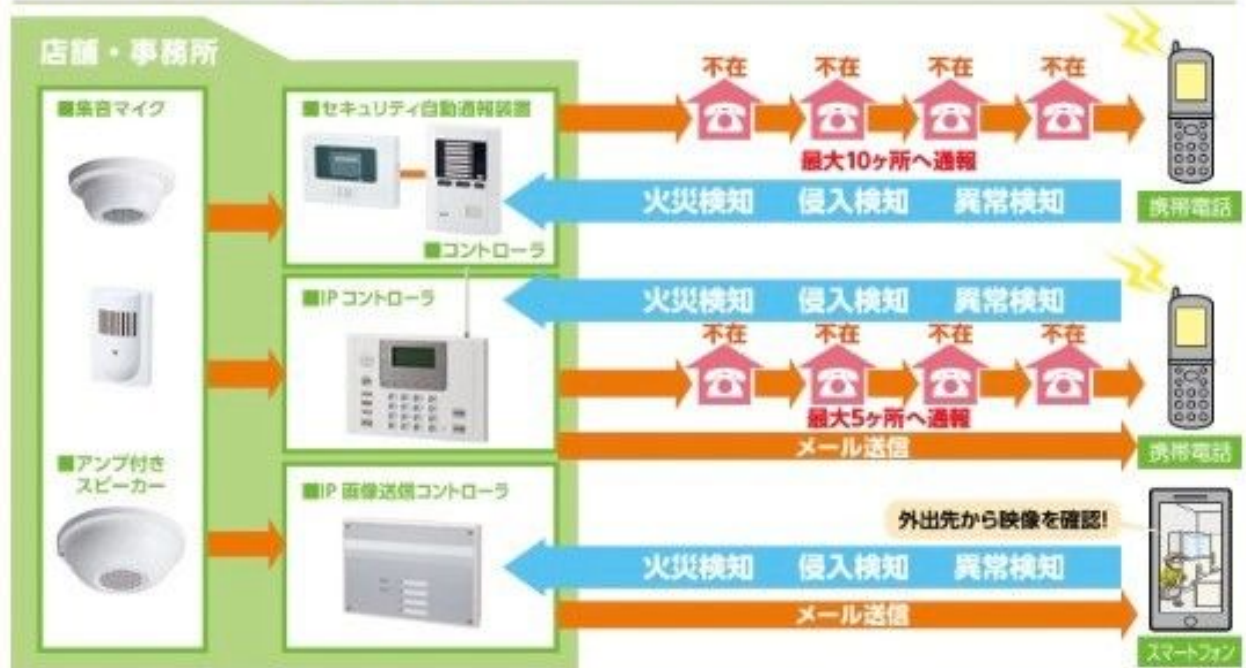 店舗・事務所
■集音マイク
■セキュリティ自動通報装置
■コントローラ
不在 不在 不在 不在
最大10ヶ所へ通報
火災検知 侵入検知 異常検知
携帯電話
■IPコントローラ
火災検知 侵入検知 異常検知
不在 不在 不在 不在
最大5ヶ所へ通報
メール送信
携帯電話
■アンプ付き
スピーカー
■IP画像送信コントローラ
外出先から映像を確認!
火災検知 侵入検知 異常検知
メール送信
スマートフォン